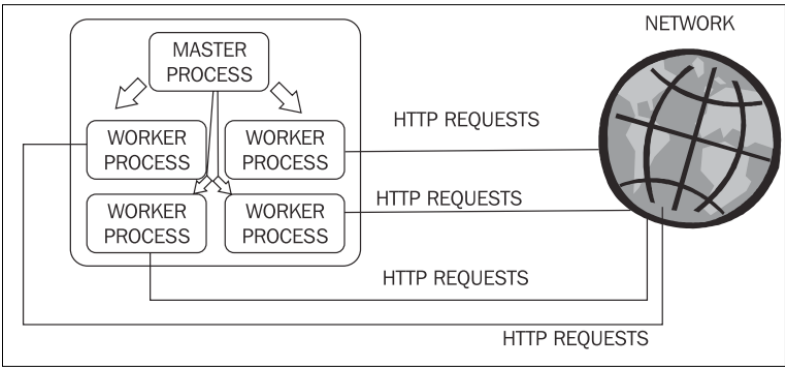 NETWORK
MASTER
PROCESS
HTTP REQUESTS
WORKER
PROCESS
WORKER
PROCESS
HTTP REQUESTS
WORKER
PROCESS
WORKER
PROCESS
HTTP REQUESTS
HTTP REQUESTS